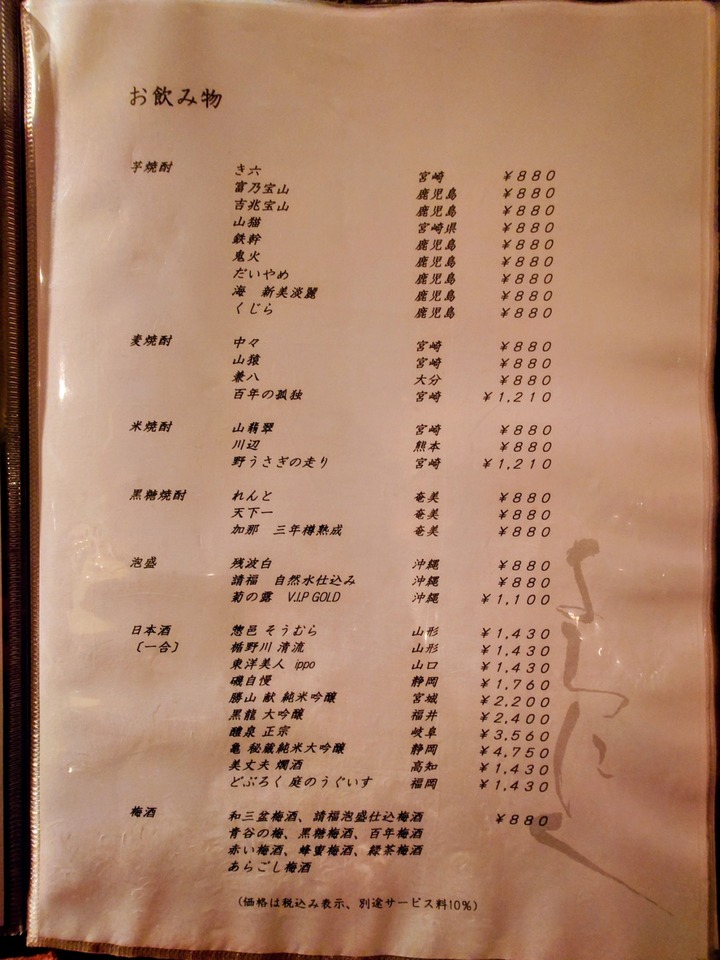 お飲み物
芋焼酎 き六 宮崎 ￥８８０
富乃宝山 鹿児島 ￥８８０
吉兆宝山 鹿児島 ￥８８０
山猫 宮崎県 ￥８８０
鉄幹 鹿児島 ￥８８０
鬼火 鹿児島 ￥８８０
だいやめ 鹿児島 ￥８８０
海　新美淡麗 鹿児島 ￥８８０
くじら 鹿児島 ￥８８０
麦焼酎 中々 宮崎 ￥８８０
山猿 宮崎 ￥８８０
兼八 大分 ￥８８０
百年の孤独 宮崎 ￥１,２１０
米焼酎 山翡翠 宮崎 ￥８８０
川辺 熊本 ￥８８０
野うさぎの走り 宮崎 ￥１,２１０
黒糖焼酎 れんと 奄美 ￥８８０
天下一 奄美 ￥８８０
加那　三年樽熟成 奄美 ￥８８０
泡盛 残波白 沖縄 ￥８８０
請福　自然水仕込み 沖縄 ￥８８０
菊の露　V.I.P GOLD 沖縄 ￥１,１００
日本酒 惣邑 そうむら 山形 ￥１,４３０
〔一合〕 楯野川 清流 山形 ￥１,４３０
東洋美人 ippo 山口 ￥１,４３０
磯自慢 静岡 ￥１,７６０
勝山 献 純米吟醸 宮城 ￥２,２００
黒龍 大吟醸 福井 ￥２,４００
醴泉 正宗 岐阜 ￥３,５６０
亀 秘蔵純米大吟醸 静岡 ￥４,７５０
美丈夫 燗酒 高知 ￥１,４３０
どぶろく 庭のうぐいす 福岡 ￥１,４３０
梅酒 和三盆梅酒、請福泡盛仕込梅酒 ￥８８０
青谷の梅、黒糖梅酒、百年梅酒
赤い梅酒、蜂蜜梅酒、緑茶梅酒
あらごし梅酒
（価格は税込み表示、別途サービス料10％）